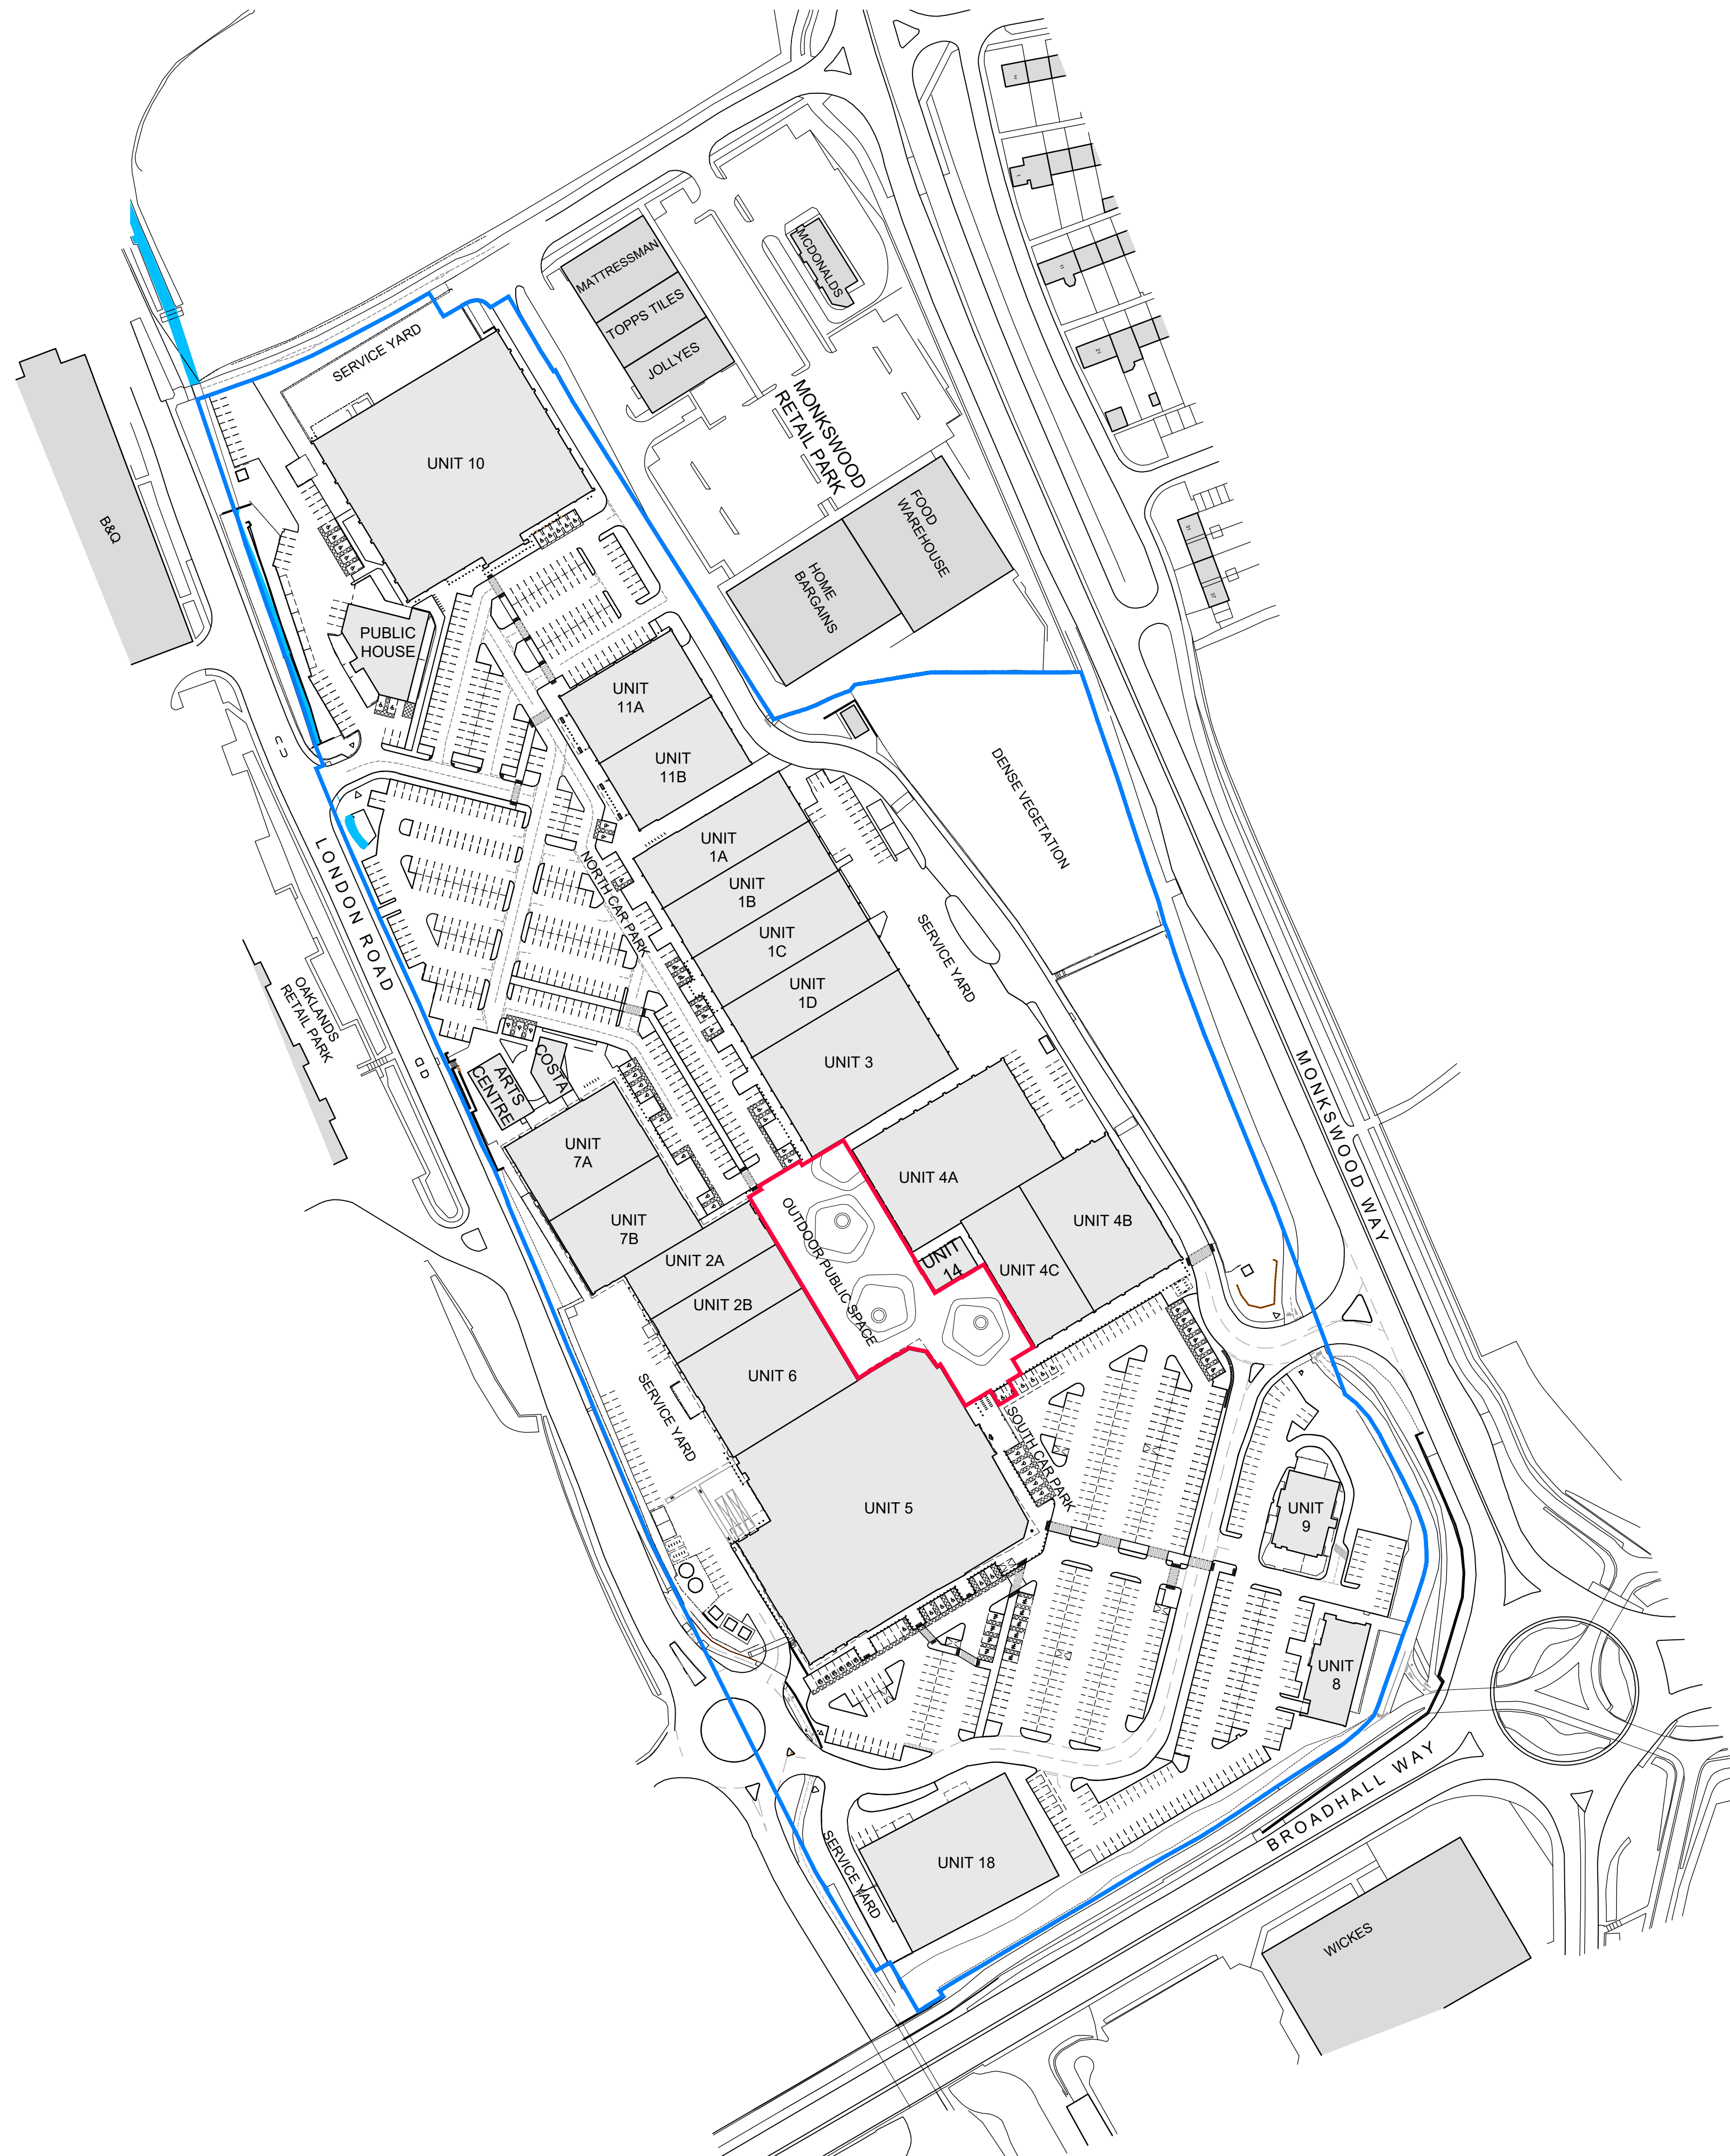 MATTRESSMAN
TOPPS TILES
JOLLYES
MCDONALDS
MONKSWOOD
RETAIL PARK
SERVICE YARD
UNIT 10
B&Q
FOOD
WAREHOUSE
HOME
BARGAINS
PUBLIC
HOUSE
UNIT
11A
UNIT
11B
DENSE VEGETATION
UNIT
1A
UNIT
1B
UNIT
1C
UNIT
1D
UNIT 3
NORTH CAR PARK
LONDON ROAD
SERVICE YARD
OAKLANDS
RETAIL PARK
COSTA
ARTS
CENTRE
MONKSWOOD WAY
UNIT
7A
UNIT
7B
UNIT 4A
UNIT 4B
UNIT 4C
UNIT
14
UNIT 2A
UNIT 2B
OUTDOOR PUBLIC SPACE
UNIT 6
SERVICE YARD
SOUTH CAR PARK
UNIT 5
UNIT
9
UNIT
8
BROADHALL WAY
UNIT 18
SERVICE YARD
WICKES